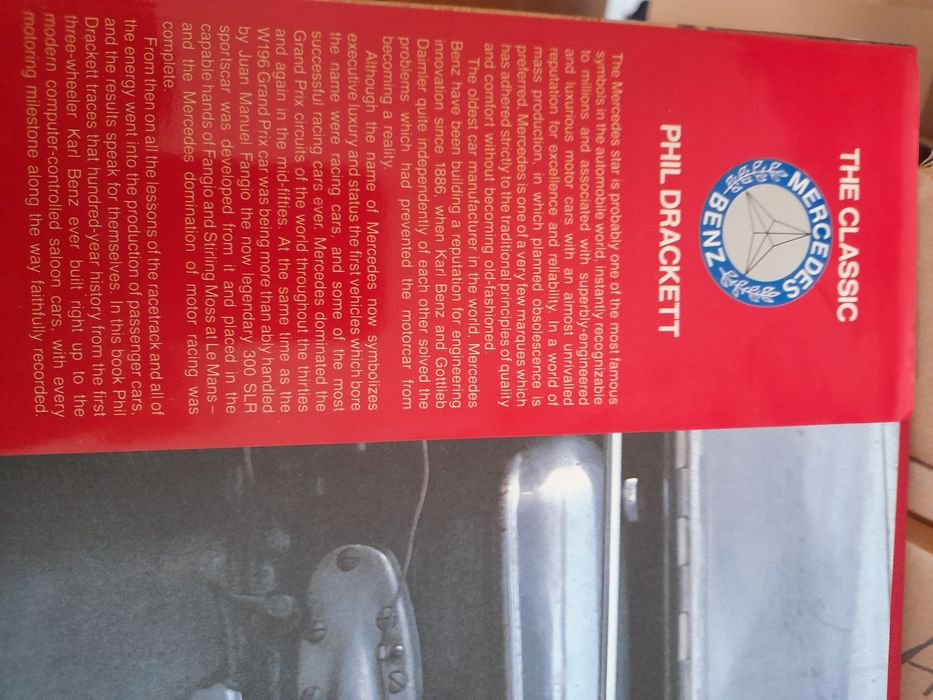 THE CLASSIC
MERCEDES
BENZ
PHIL DRACKETT
The Mercedes star is probably one of the most famous
symbols in the automobile world, instantly recognizable
to millions and associated with superbly-engineered
and luxurious motor cars with an almost unrivalled
reputation for excellence and reliability. In a world of
mass production, in which planned obsolescence is
preferred, Mercedes is one of a very few marques which
has adhered strictly to the traditional principles of quality
and comfort without becoming old-fashioned.
The oldest car manufacturer in the world, Mercedes
Benz have been building a reputation for engineering
innovation since 1886, when Karl Benz and Gottlieb
Daimler quite independently of each other solved the
problems which had prevented the motorcar from
becoming a reality.
Although the name of Mercedes now symbolizes
executive luxury and status the first vehicles which bore
the name were racing cars, and some of the most
successful racing cars ever. Mercedes dominated the
Grand Prix circuits of the world throughout the thirties
and again in the mid-fifties. At the same time as the
W196 Grand Prix car was being more than ably handled
by Juan Manuel Fangio the now legendary 300 SLR
sportscar was developed from it and placed in the
capable hands of Fangio and Stirling Moss at Le Mans –
and the Mercedes domination of motor racing was
complete.
From then on all the lessons of the racetrack and all of
the energy went into the production of passenger cars,
and the results speak for themselves. In this book Phil
Drackett traces that hundred-year history from the first
three-wheeler Karl Benz ever built right up to the
modern computer-controlled saloon cars, with every
motoring milestone along the way faithfully recorded.